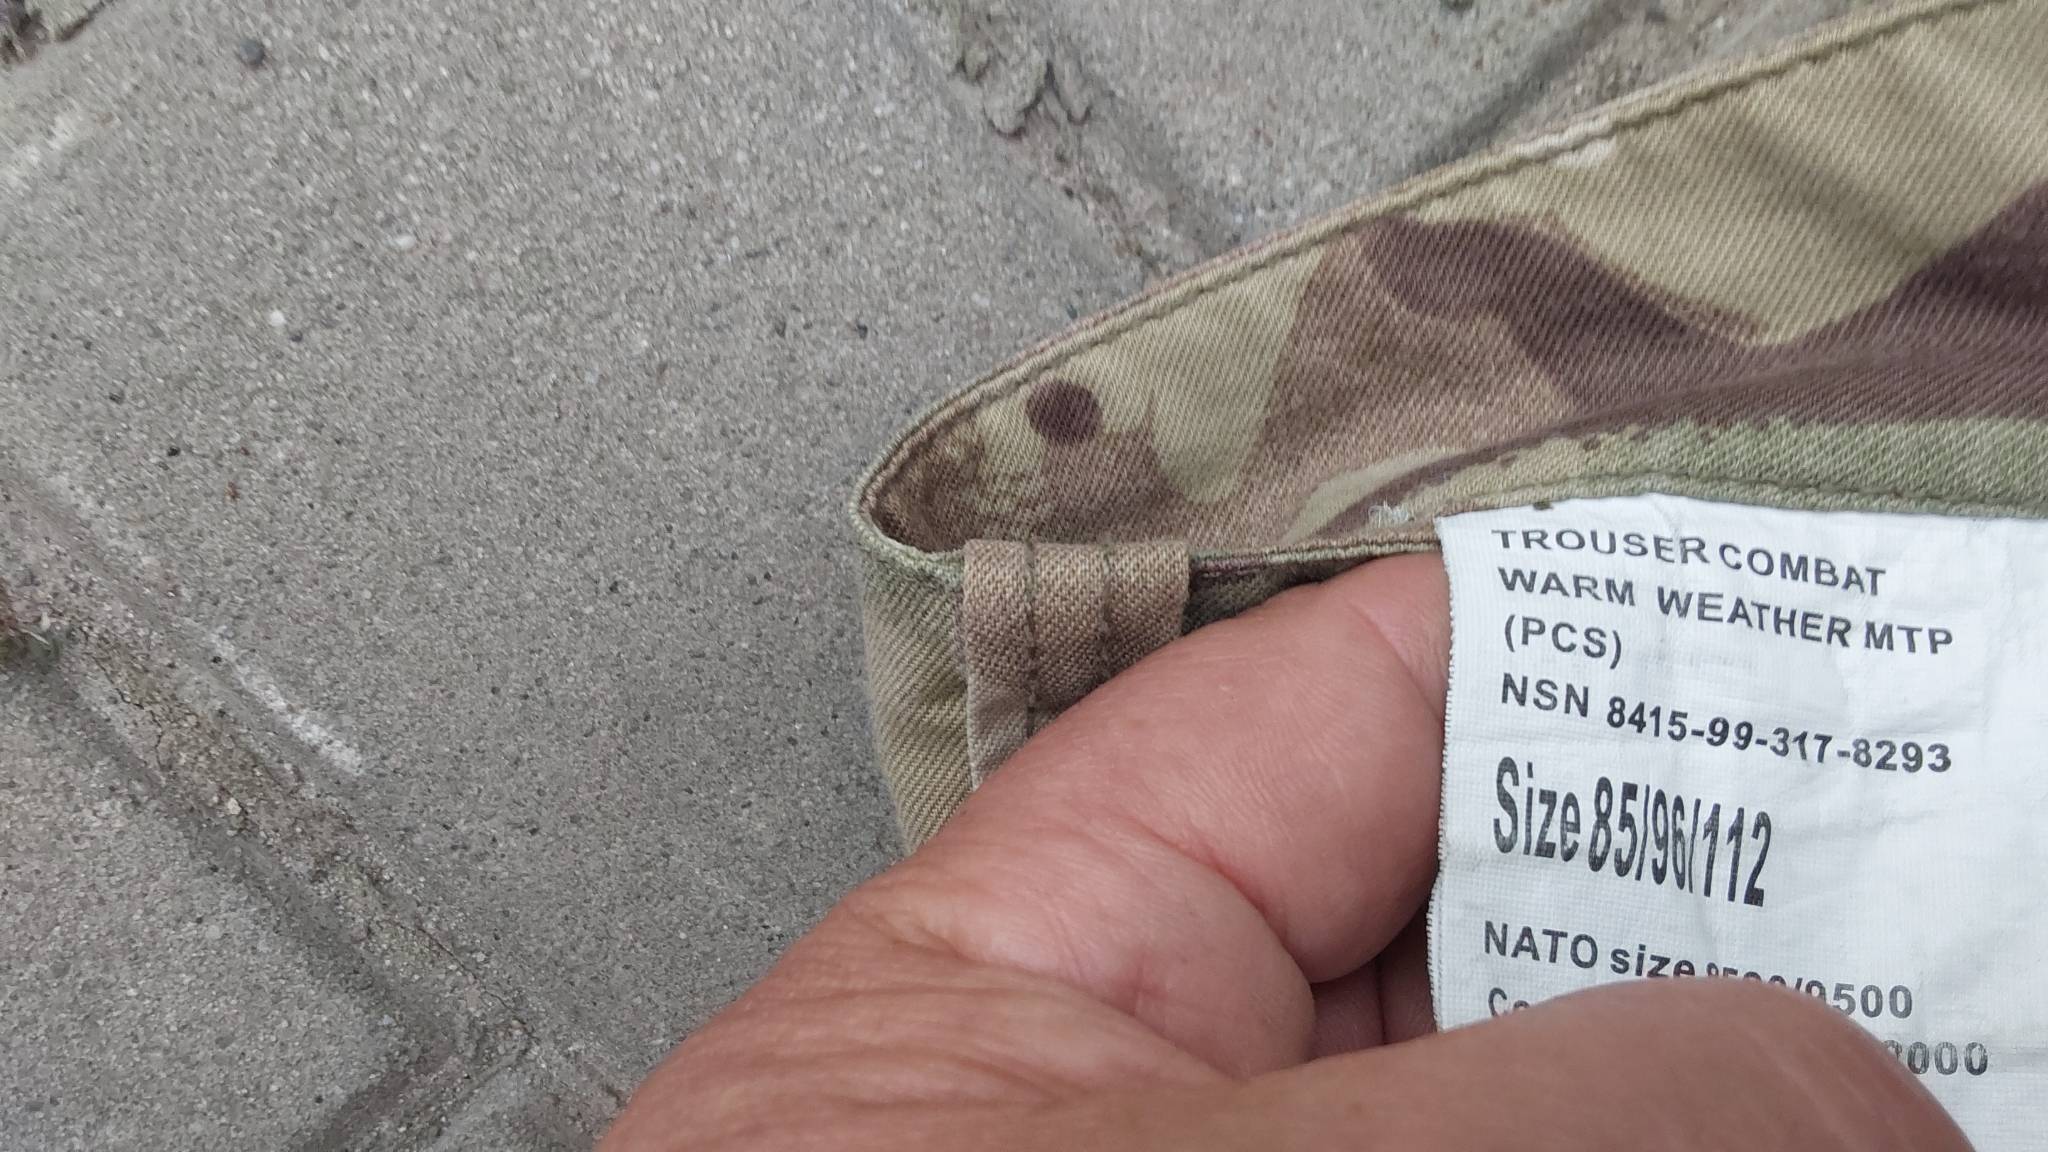 TROUSER COMBAT
WARM WEATHER MTP
(PCS)
NSN 8415-99-317-8293
Size 85/96/112
NATO size